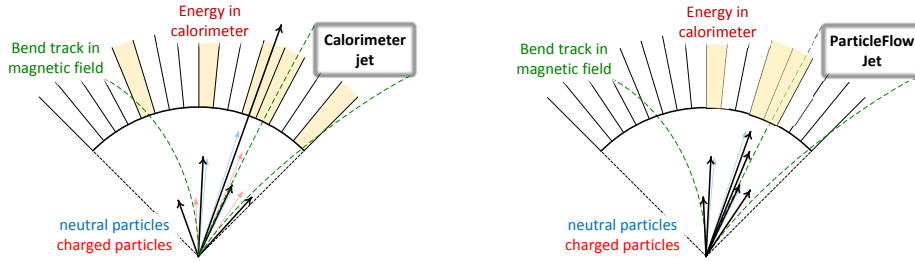 Energy in
calorimeter
Calorimeter
jet
Bend track in
magnetic field
neutral particles
charged particles
Energy in
calorimeter
ParticleFlow
Jet
Bend track in
magnetic field
neutral particles
charged particles